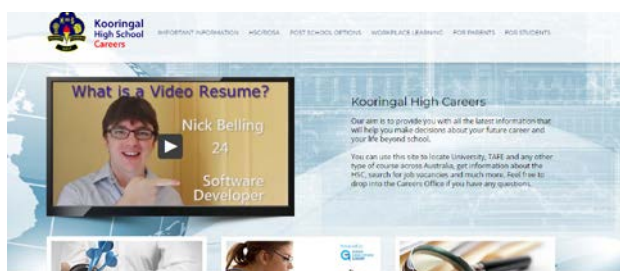 Kooringal
High School
Careers
IMPORTANT INFORMATION HSC/ROSA POST SCHOOL OPTIONS WORKPLACE LEARNING FOR PARENTS FOR STUDENTS
What is a Video Resume?
Nick Belling
24
Software
Developer
Kooringal High Careers
Our aim is to provide you with all the latest information that
will help you make decisions about your future career and
your life beyond school.
You can use this site to locate University, TAFE and any other
type of course across Australia, get information about the
HSC, search for job vacancies and much more. Feel free to
drop into the Careers Office if you have any questions.